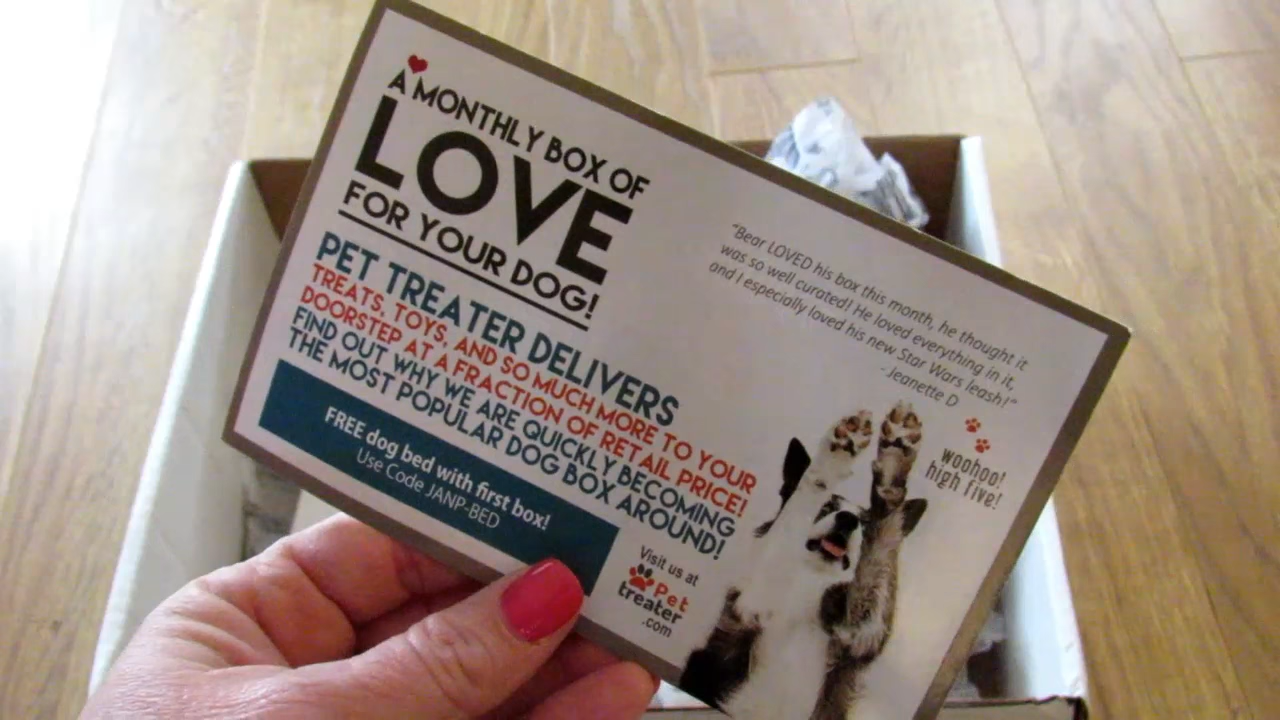 A MONTHLY BOX OF
LOVE
FOR YOUR DOG!
PET TREATER DELIVERS
TREATS, TOYS, AND SO MUCH MORE TO YOUR
DOORSTEP AT A FRACTION OF RETAIL PRICE!
FIND OUT WHY WE ARE QUICKLY BECOMING
THE MOST POPULAR DOG BOX AROUND!
FREE dog bed with first box!
Use Code JANP-BED
Visit us at
Pet
treater
.com
"Bear LOVED his box this month, he thought it
was so well curated! He loved everything in it,
and I especially loved his new Star Wars leash!"
- Jeanette D
woohoo!
high five!